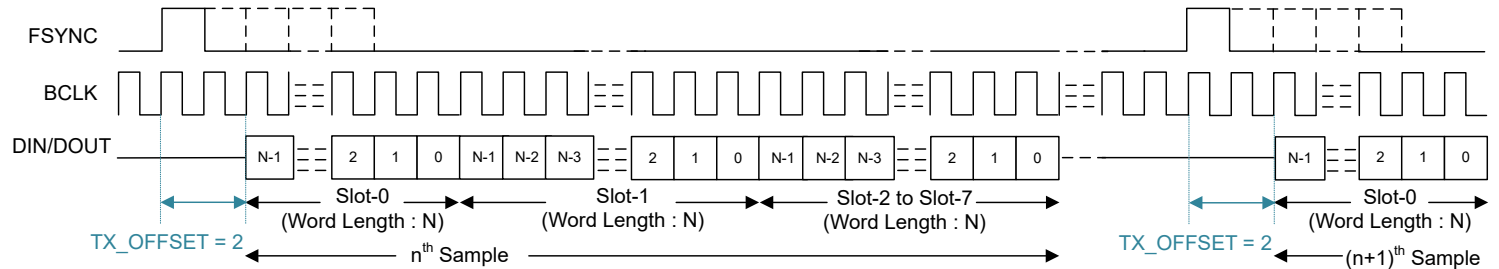 FSYNC
BCLK
DIN/DOUT
N-1 2 1 0 N-1 N-2 N-3 2 1 0 N-1 N-2 N-3 2 1 0 N-1 2 1 0
Slot-0 Slot-1 Slot-2 to Slot-7 Slot-0
(Word Length : N) (Word Length : N) (Word Length : N) (Word Length : N)
TX_OFFSET = 2 TX_OFFSET = 2
nth Sample (n+1)th Sample